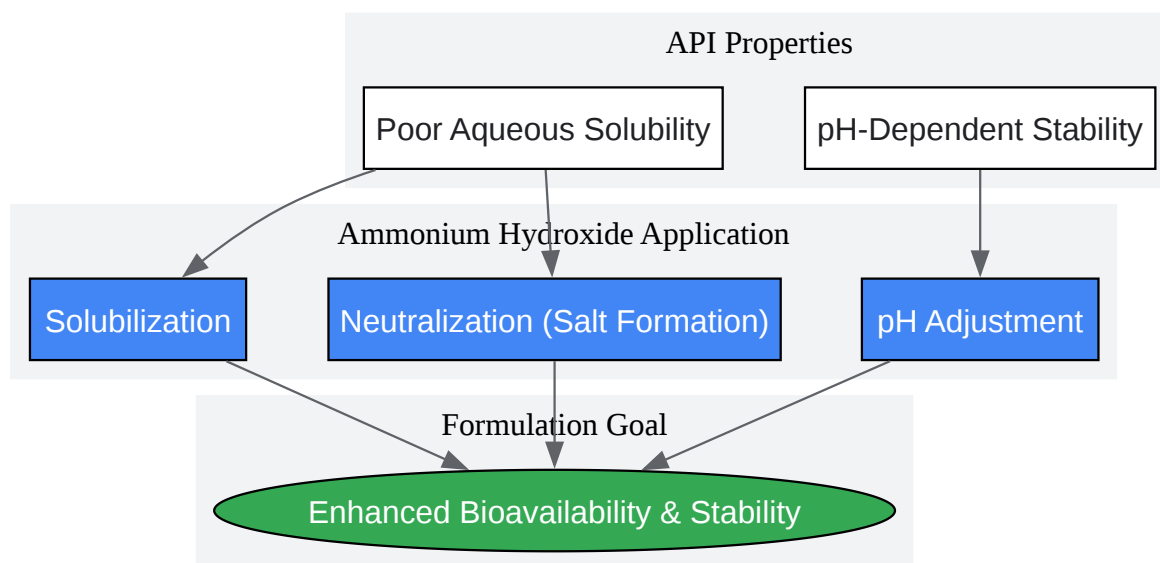 API Properties
Poor Aqueous Solubility
pH-Dependent Stability
Ammonium Hydroxide Application
Solubilization
Neutralization (Salt Formation)
pH Adjustment
Formulation Goal
Enhanced Bioavailability & Stability